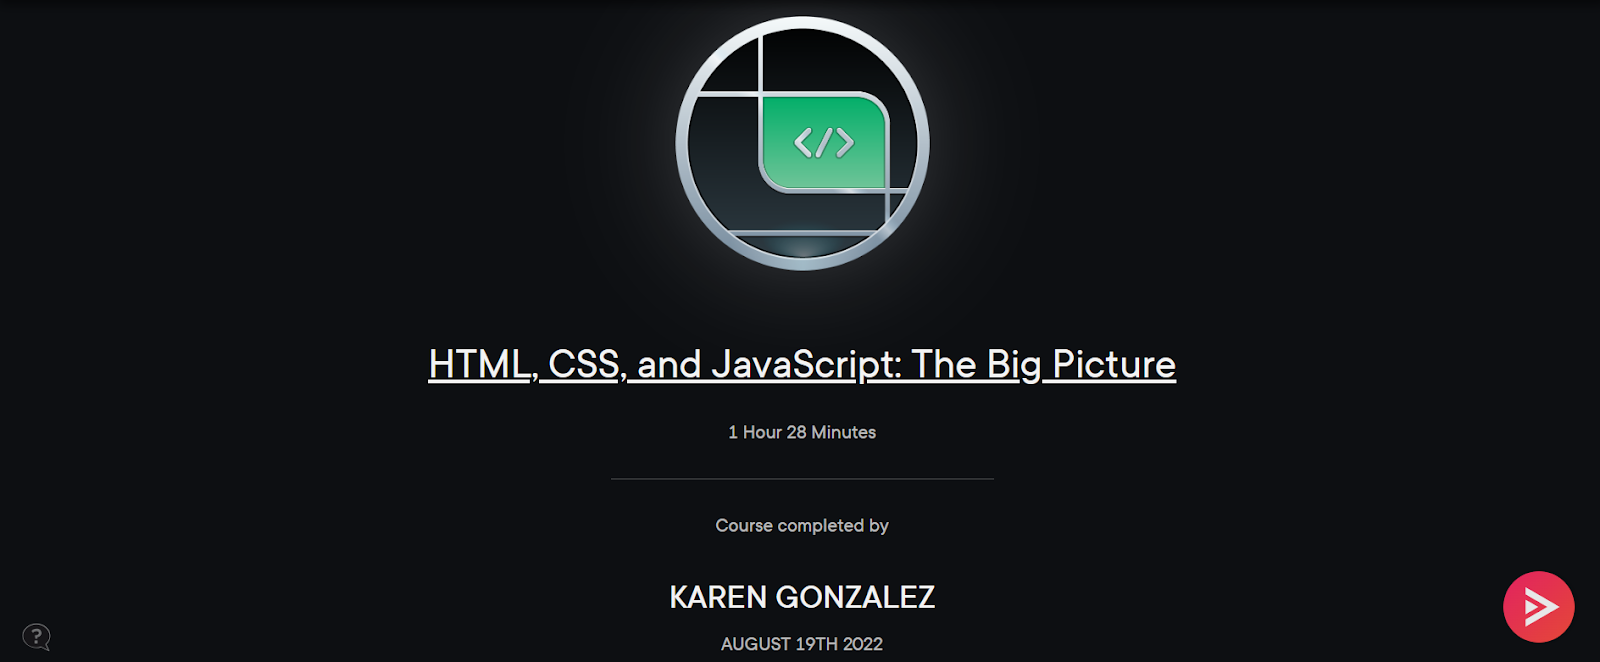 </>
HTML, CSS, and JavaScript: The Big Picture
1 Hour 28 Minutes
Course completed by
KAREN GONZALEZ
AUGUST 19TH 2022
?